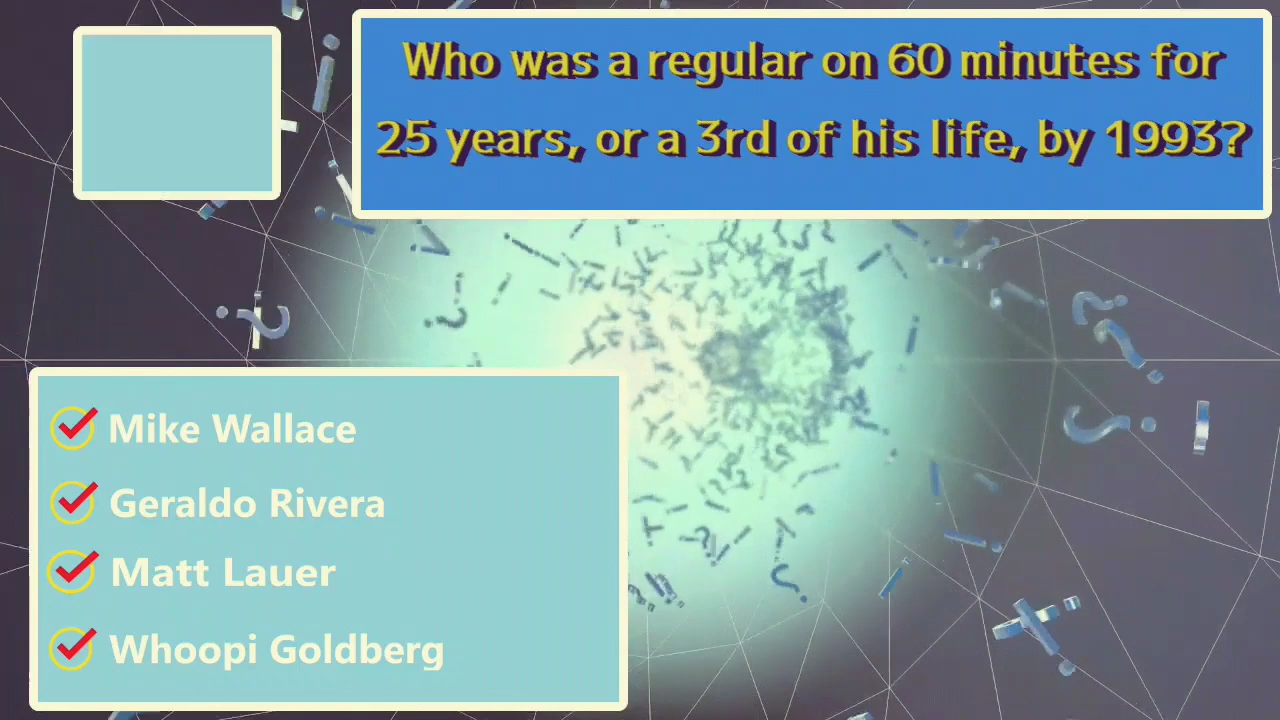 Who was a regular on 60 minutes for
25 years, or a 3rd of his life, by 1993?
Mike Wallace
Geraldo Rivera
Matt Lauer
Whoopi Goldberg